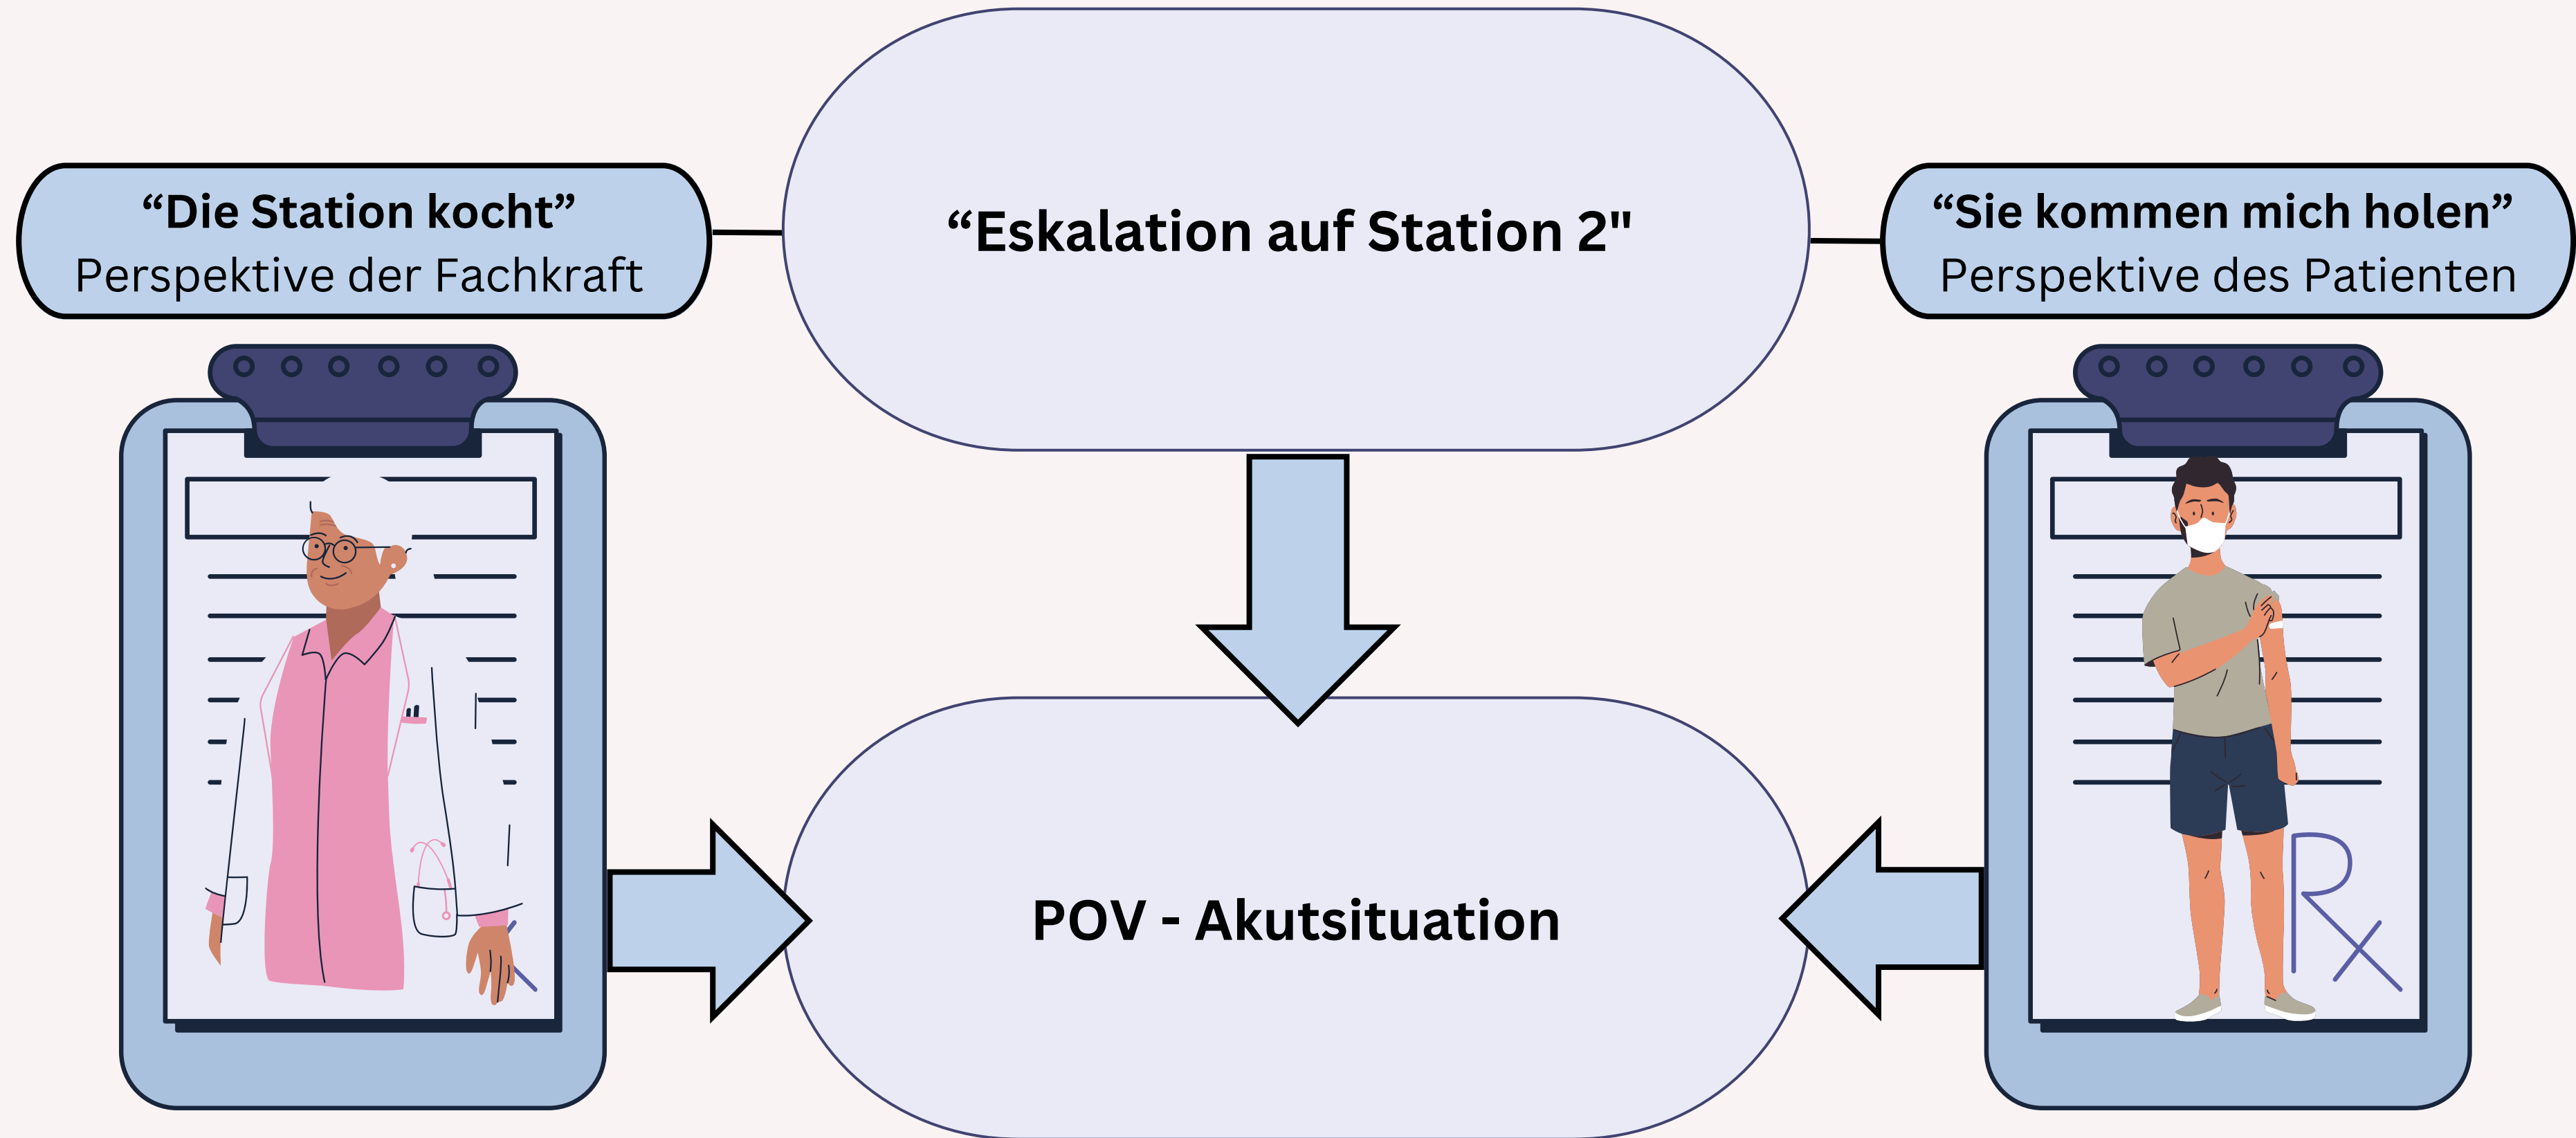 “Eskalation auf Station 2"
“Die Station kocht”
Perspektive der Fachkraft
“Sie kommen mich holen”
Perspektive des Patienten
Rx
POV - Akutsituation